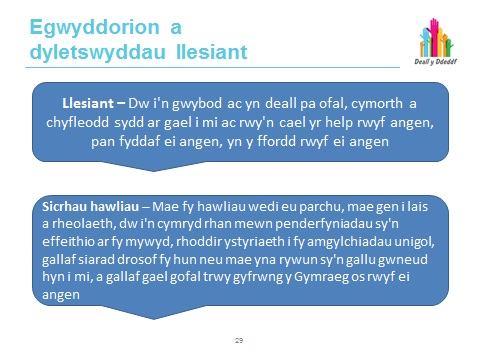 Egwyddorion a
dyletswyddau llesiant
Deall y Ddeddf
Llesiant – Dw i'n gwybod ac yn deall pa ofal, cymorth a
chyfleodd sydd ar gael i mi ac rwy'n cael yr help rwyf angen,
pan fyddaf ei angen, yn y ffordd rwyf ei angen
Sicrhau hawliau – Mae fy hawliau wedi eu parchu, mae gen i lais
a rheolaeth, dw i'n cymryd rhan mewn penderfyniadau sy'n
effeithio ar fy mywyd, rhoddir ystyriaeth i fy amgylchiadau unigol,
gallaf siarad drosof fy hun neu mae yna rywun sy'n gallu gwneud
hyn i mi, a gallaf gael gofal trwy gyfrwng y Gymraeg os rwyf ei
angen
29